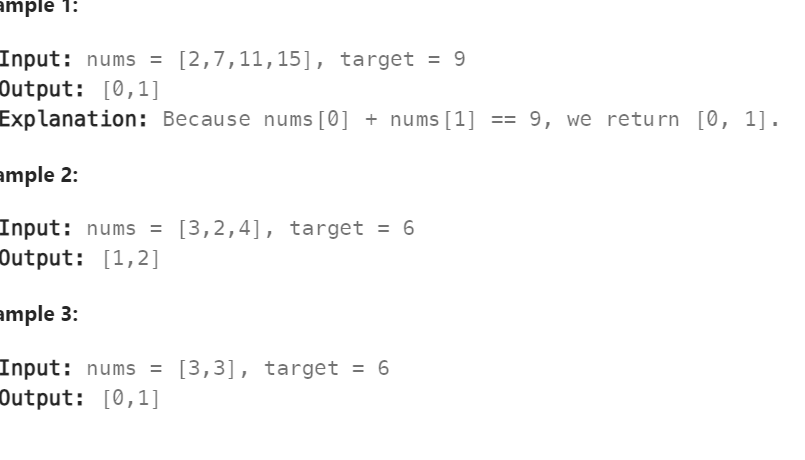 ample 1:
Input: nums = [2,7,11,15], target = 9
Output: [0,1]
Explanation: Because nums[0] + nums[1] == 9, we return [0, 1].
ample 2:
Input: nums = [3,2,4], target = 6
Output: [1,2]
ample 3:
Input: nums = [3,3], target = 6
Output: [0,1]